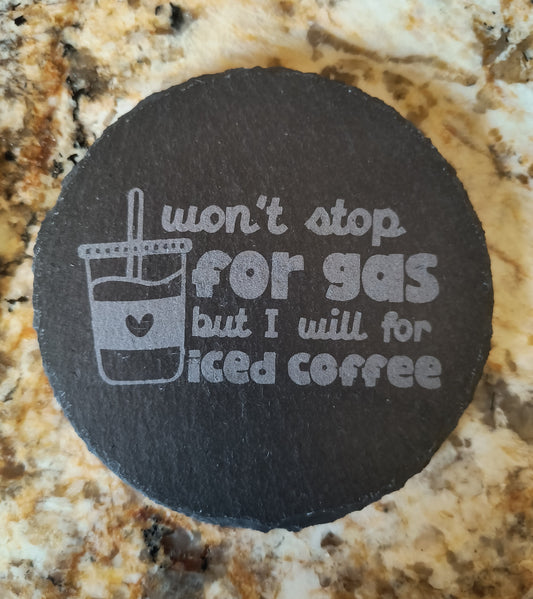 won't stop
for gas
but I will for
iced coffee